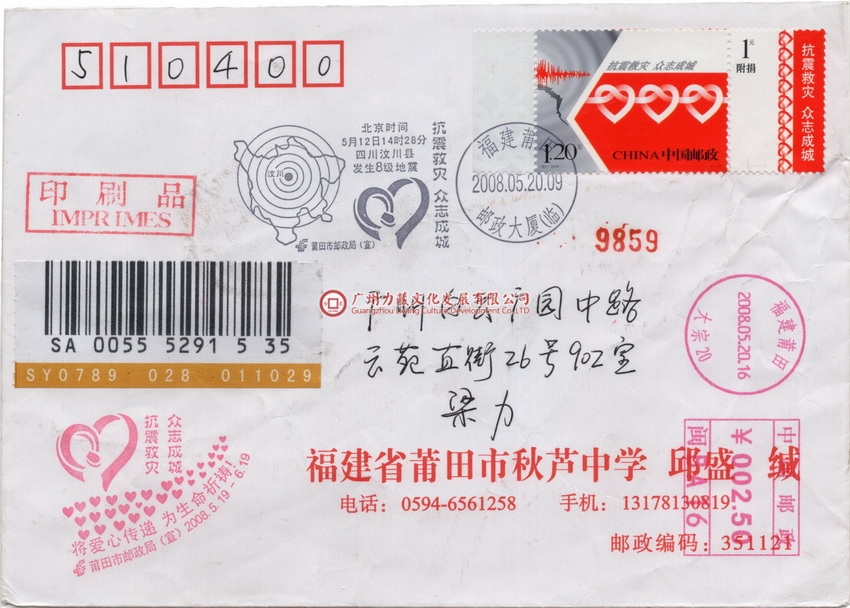 510400
抗震救灾 众志成城
1.20元
CHINA 中国邮政
1元
附捐
抗震救灾 众志成城
北京时间
5月12日14时28分
四川汶川县
发生8级地震
汶川
抗震救灾 众志成城
莆田市邮政局(宣)
福建莆田
2008.05.20.09
邮政大厦(临)
印刷品
IMPRIMES
9859
SA 0055 5291 5 35
SY0789 028 011029
广州力蕴文化发展有限公司
Culture Development Co.,LTD
园中路
云苑直街26号902室
梁力
福建莆田
2008.05.20.16
众志成城
抗震救灾
将爱心传递 为生命祈祷!
莆田市邮政局(宣) 2008.5.19-6.19
中国邮政
¥002.50
福建省莆田市秋芦中学 邱盛 缄
电话: 0594-6561258 手机: 13178130819
邮政编码: 351121